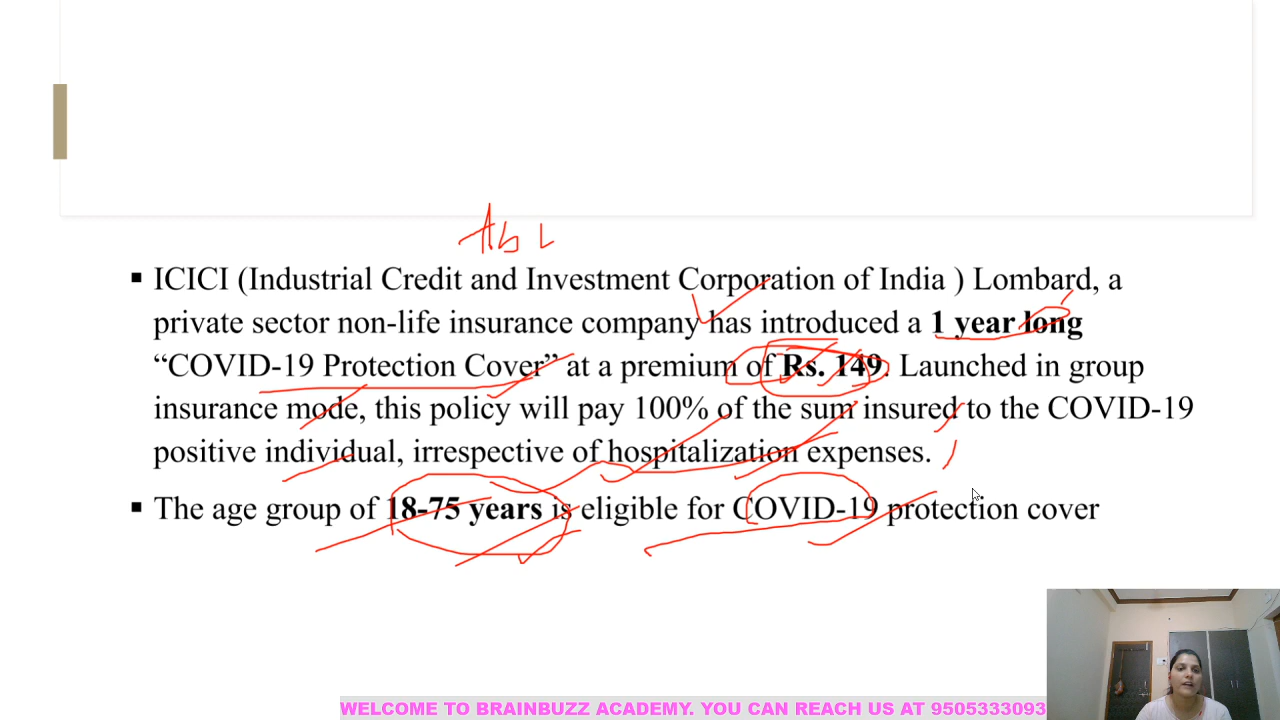 ▪ ICICI (Industrial Credit and Investment Corporation of India ) Lombard, a
private sector non-life insurance company has introduced a 1 year long
“COVID-19 Protection Cover” at a premium of Rs. 149. Launched in group
insurance mode, this policy will pay 100% of the sum insured to the COVID-19
positive individual, irrespective of hospitalization expenses.
▪ The age group of 18-75 years is eligible for COVID-19 protection cover
WELCOME TO BRAINBUZZ ACADEMY. YOU CAN REACH US AT 9505333093